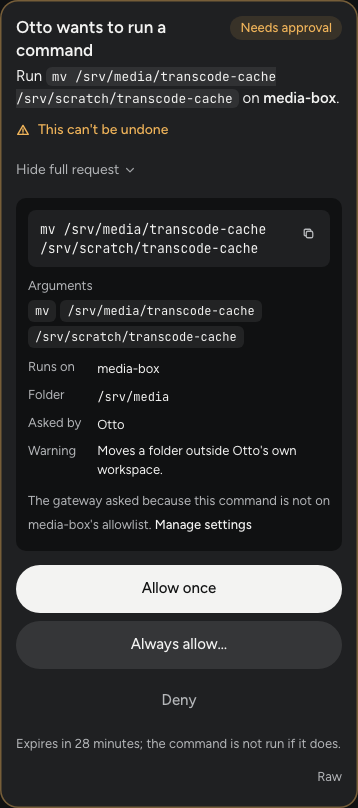 Otto wants to run a
command
Needs approval
Run mv /srv/media/transcode-cache
/srv/scratch/transcode-cache on media-box.
This can't be undone
Hide full request
mv /srv/media/transcode-cache
/srv/scratch/transcode-cache
Arguments
mv /srv/media/transcode-cache
/srv/scratch/transcode-cache
Runs on media-box
Folder /srv/media
Asked by Otto
Warning Moves a folder outside Otto's own
workspace.
The gateway asked because this command is not on
media-box's allowlist. Manage settings
Allow once
Always allow...
Deny
Expires in 28 minutes; the command is not run if it does.
Raw